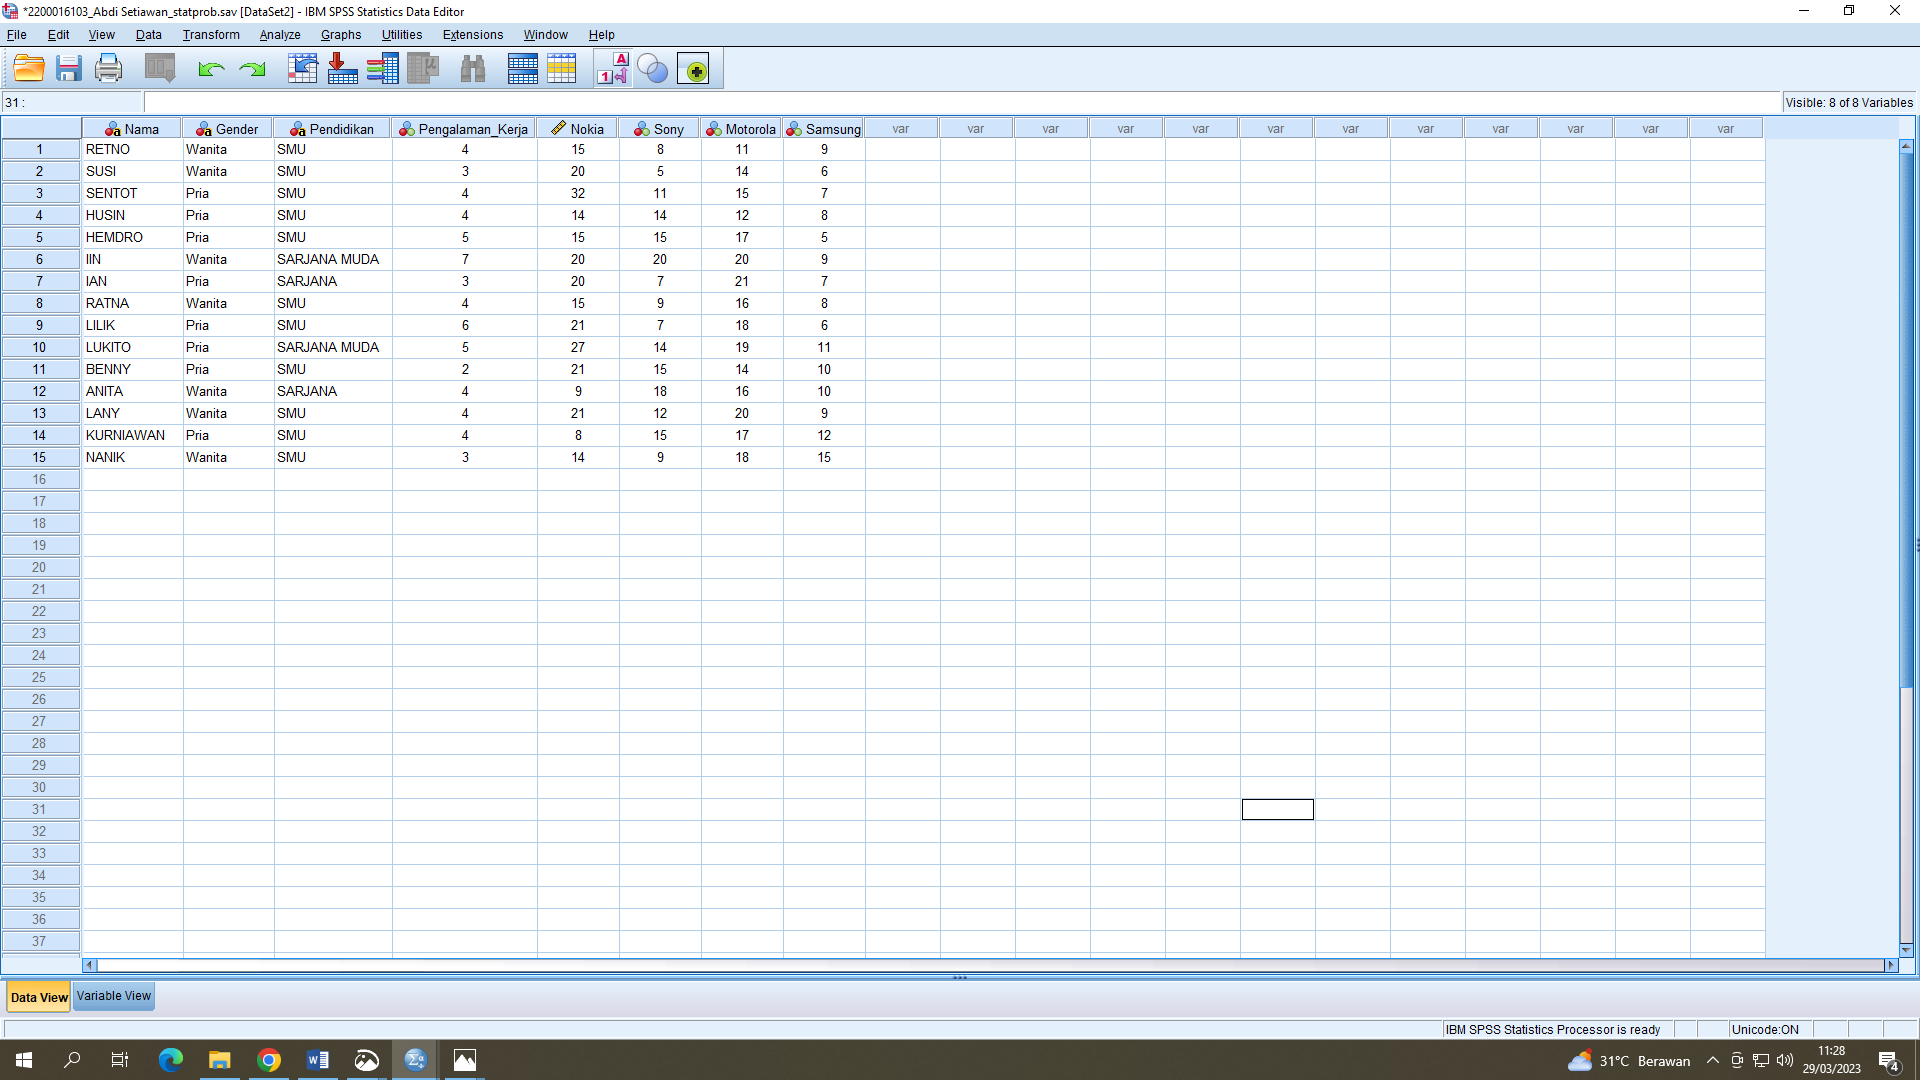 *2200016103_Abdi Setiawan_statprob.sav [DataSet2] - IBM SPSS Statistics Data Editor
File Edit View Data Transform Analyze Graphs Utilities Extensions Window Help
31 : Visible: 8 of 8 Variables
Nama Gender Pendidikan Pengalaman_Kerja Nokia Sony Motorola Samsung var var var var var var var var var var var var
1 RETNO Wanita SMU 4 15 8 11 9
2 SUSI Wanita SMU 3 20 5 14 6
3 SENTOT Pria SMU 4 32 11 15 7
4 HUSIN Pria SMU 4 14 14 12 8
5 HEMDRO Pria SMU 5 15 15 17 5
6 IIN Wanita SARJANA MUDA 7 20 20 20 9
7 IAN Pria SARJANA 3 20 7 21 7
8 RATNA Wanita SMU 4 15 9 16 8
9 LILIK Pria SMU 6 21 7 18 6
10 LUKITO Pria SARJANA MUDA 5 27 14 19 11
11 BENNY Pria SMU 2 21 15 14 10
12 ANITA Wanita SARJANA 4 9 18 16 10
13 LANY Wanita SMU 4 21 12 20 9
14 KURNIAWAN Pria SMU 4 8 15 17 12
15 NANIK Wanita SMU 3 14 9 18 15
16
17
18
19
20
21
22
23
24
25
26
27
28
29
30
31
32
33
34
35
36
37
Data View Variable View
IBM SPSS Statistics Processor is ready Unicode:ON
31°C Berawan 11:28
29/03/2023 4